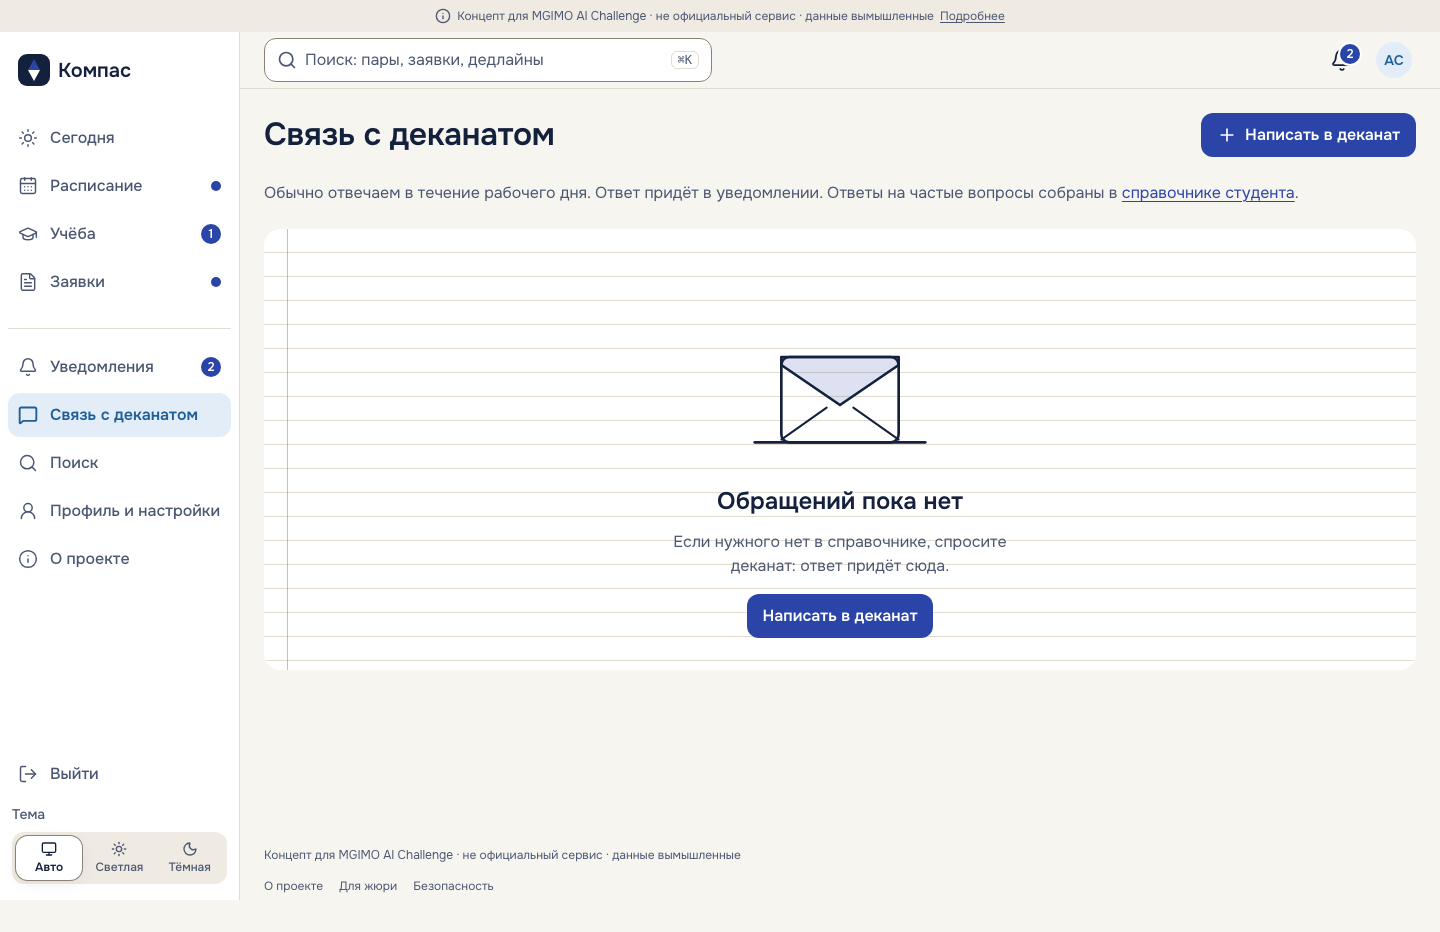 Концепт для MGIMO AI Challenge · не официальный сервис · данные вымышленные Подробнее
Компас
Поиск: пары, заявки, дедлайны
⌘K
2
АС
Сегодня
Расписание
Учёба
1
Заявки
Уведомления
2
Связь с деканатом
Поиск
Профиль и настройки
О проекте
Выйти
Тема
Авто
Светлая
Тёмная
Связь с деканатом
Написать в деканат
Обычно отвечаем в течение рабочего дня. Ответ придёт в уведомлении. Ответы на частые вопросы собраны в справочнике студента.
Обращений пока нет
Если нужного нет в справочнике, спросите
деканат: ответ придёт сюда.
Написать в деканат
Концепт для MGIMO AI Challenge · не официальный сервис · данные вымышленные
О проекте
Для жюри
Безопасность